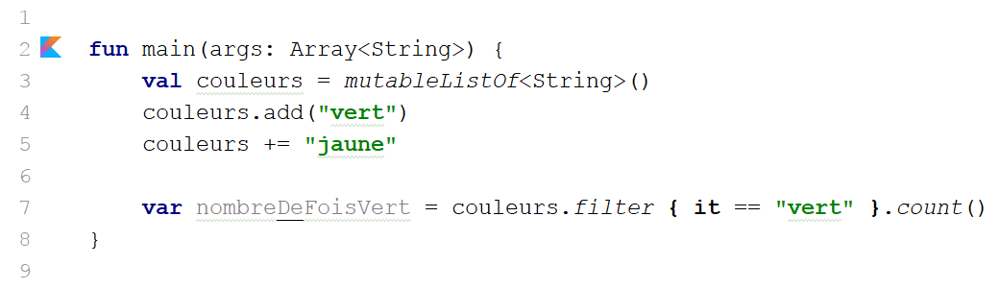 1
2 fun main(args: Array<String>) {
3 val couleurs = mutableListOf<String>()
4 couleurs.add("vert")
5 couleurs += "jaune"
6
7 var nombreDeFoisVert = couleurs.filter { it == "vert" }.count()
8 }
9